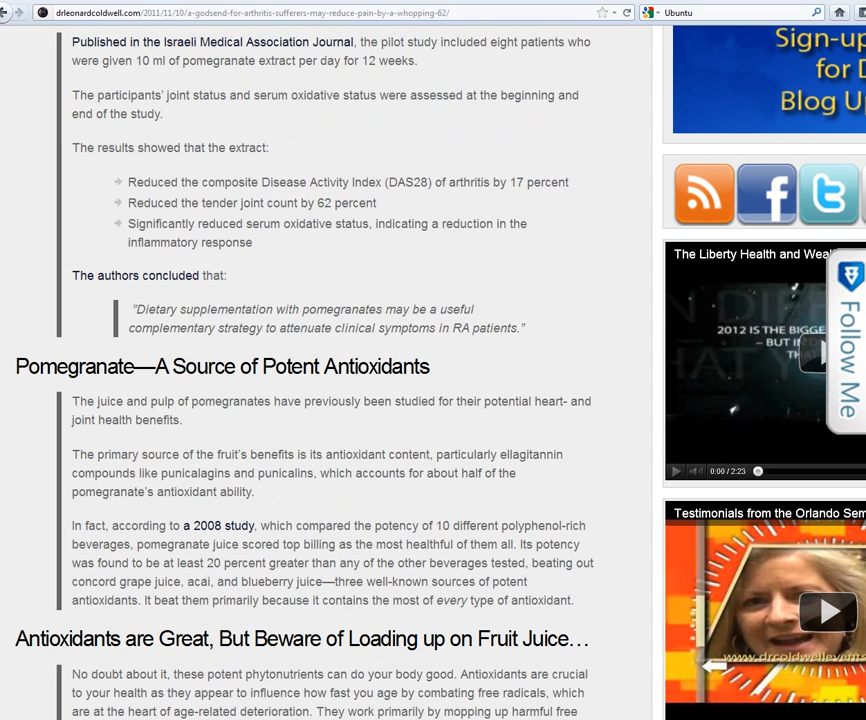 drleonardcoldwell.com/2011/11/10/a-godsend-for-arthritis-sufferers-may-reduce-pain-by-a-whopping-62/
Ubuntu
Published in the Israeli Medical Association Journal, the pilot study included eight patients who
were given 10 ml of pomegranate extract per day for 12 weeks.
The participants' joint status and serum oxidative status were assessed at the beginning and
end of the study.
The results showed that the extract:
Reduced the composite Disease Activity Index (DAS28) of arthritis by 17 percent
Reduced the tender joint count by 62 percent
Significantly reduced serum oxidative status, indicating a reduction in the
inflammatory response
The authors concluded that:
"Dietary supplementation with pomegranates may be a useful
complementary strategy to attenuate clinical symptoms in RA patients."
Pomegranate—A Source of Potent Antioxidants
The juice and pulp of pomegranates have previously been studied for their potential heart- and
joint health benefits.
The primary source of the fruit's benefits is its antioxidant content, particularly ellagitannin
compounds like punicalagins and punicalins, which accounts for about half of the
pomegranate's antioxidant ability.
In fact, according to a 2008 study, which compared the potency of 10 different polyphenol-rich
beverages, pomegranate juice scored top billing as the most healthful of them all. Its potency
was found to be at least 20 percent greater than any of the other beverages tested, beating out
concord grape juice, acai, and blueberry juice—three well-known sources of potent
antioxidants. It beat them primarily because it contains the most of every type of antioxidant.
Antioxidants are Great, But Beware of Loading up on Fruit Juice…
No doubt about it, these potent phytonutrients can do your body good. Antioxidants are crucial
to your health as they appear to influence how fast you age by combating free radicals, which
are at the heart of age-related deterioration. They work primarily by mopping up harmful free
Sign-up
for D
Blog Up
The Liberty Health and Wea
2012 IS THE BIGGE
– BUT IN
THA
Follow Me
0:00 / 2:23
Testimonials from the Orlando Sem
www.drcoldwellevents